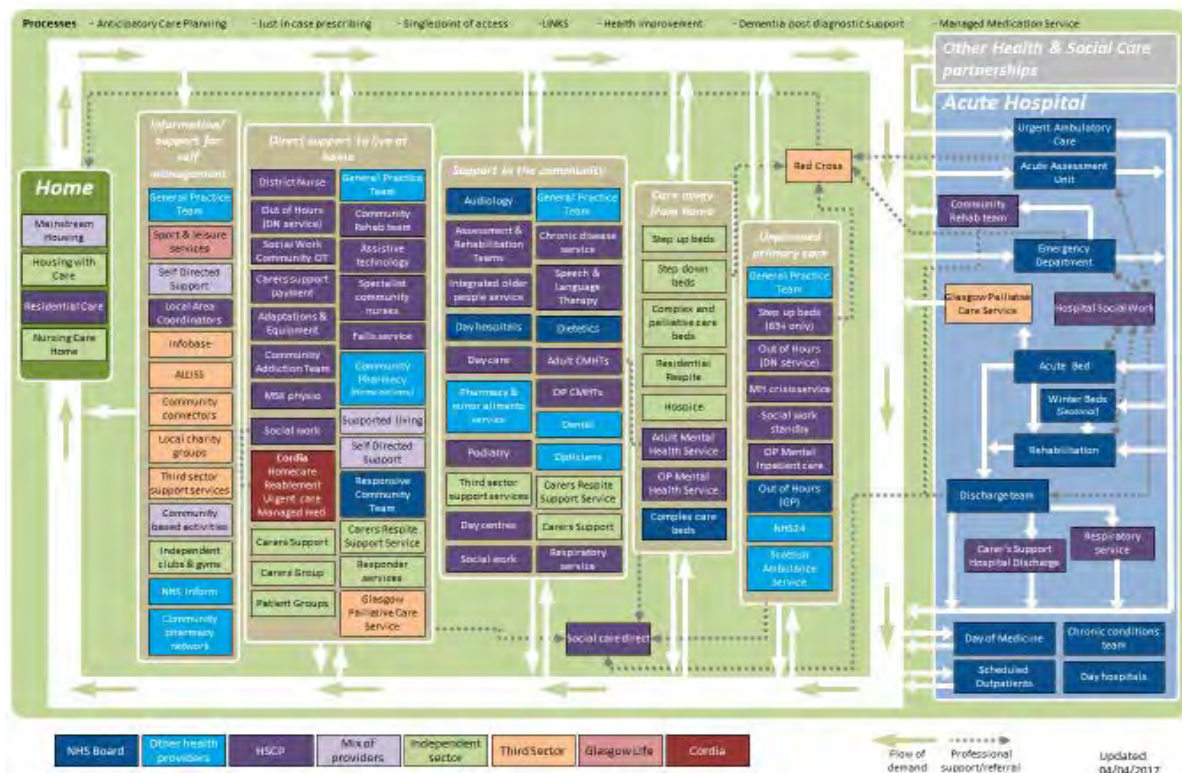 Processes - Anticipatory Care Planning - Just in case prescribing - Single point of access - LINKS - Health improvement - Dementia post diagnostic support - Managed Medication Service
Home
Mainstream
Housing
Housing with
Care
Residential Care
Nursing Care
Home
Information/
support for self
management
General Practice
Team
Sport & leisure
services
Self Directed
Support
Local Area
Coordinators
Infobase
ALLISS
Community
connectors
Local charity
groups
Third sector
support services
Community
based activities
Independent
clubs & gyms
NHS Inform
Community
pharmacy
network
Direct support to live at
home
District Nurse
Out of Hours
(DN service)
Social Work
Community OT
Carers support
payment
Adaptations &
Equipment
Community
Addiction Team
MSK physio
Social work
Cordia
Homecare
Reablement
Urgent care
Managed med
Carers Support
Carers Group
Patient Groups
General Practice
Team
Community
Rehab team
Assistive
technology
Specialist
community
nurses
Falls service
Community
Pharmacy
Supported living
Self Directed
Support
Responsive
Community
Team
Carers Respite
Support Service
Responder
services
Glasgow
Palliative Care
Service
Support in the community
Audiology
Assessment &
Rehabilitation
Teams
Integrated older
people service
Day hospitals
Day care
Pharmacy &
minor ailments
service
Podiatry
Third sector
support services
Day centres
Social work
General Practice
Team
Chronic disease
service
Speech &
Language
Therapy
Dietetics
Adult CMHTs
OP CMHTs
Dental
Opticians
Carers Respite
Support Service
Carers Support
Respiratory
service
Care away
from home
Step up beds
Step down
beds
Complex and
palliative care
beds
Residential
Respite
Hospice
Adult Mental
Health Service
OP Mental
Health Service
Complex care
beds
Unplanned
primary care
General Practice
Team
Step up beds
(65+ only)
Out of Hours
(DN service)
MH crisis service
Social work
standby
OP Mental
Inpatient care
Out of Hours
(GP)
NHS24
Scottish
Ambulance
Service
Red Cross
Social care direct
Other Health & Social Care
partnerships
Acute Hospital
Urgent Ambulatory
Care
Acute Assessment
Unit
Community
Rehab team
Emergency
Department
Glasgow Palliative
Care Service
Hospital Social Work
Acute Bed
Winter Beds
(Seasonal)
Rehabilitation
Discharge team
Carer's Support
Hospital Discharge
Respiratory
service
Day of Medicine
Chronic conditions
team
Scheduled
Outpatients
Day hospitals
NHS Board
Other health
providers
HSCP
Mix of
providers
Independent
sector
Third Sector
Glasgow Life
Cordia
Flow of
demand
Professional
support/referral
Updated
04/04/2017